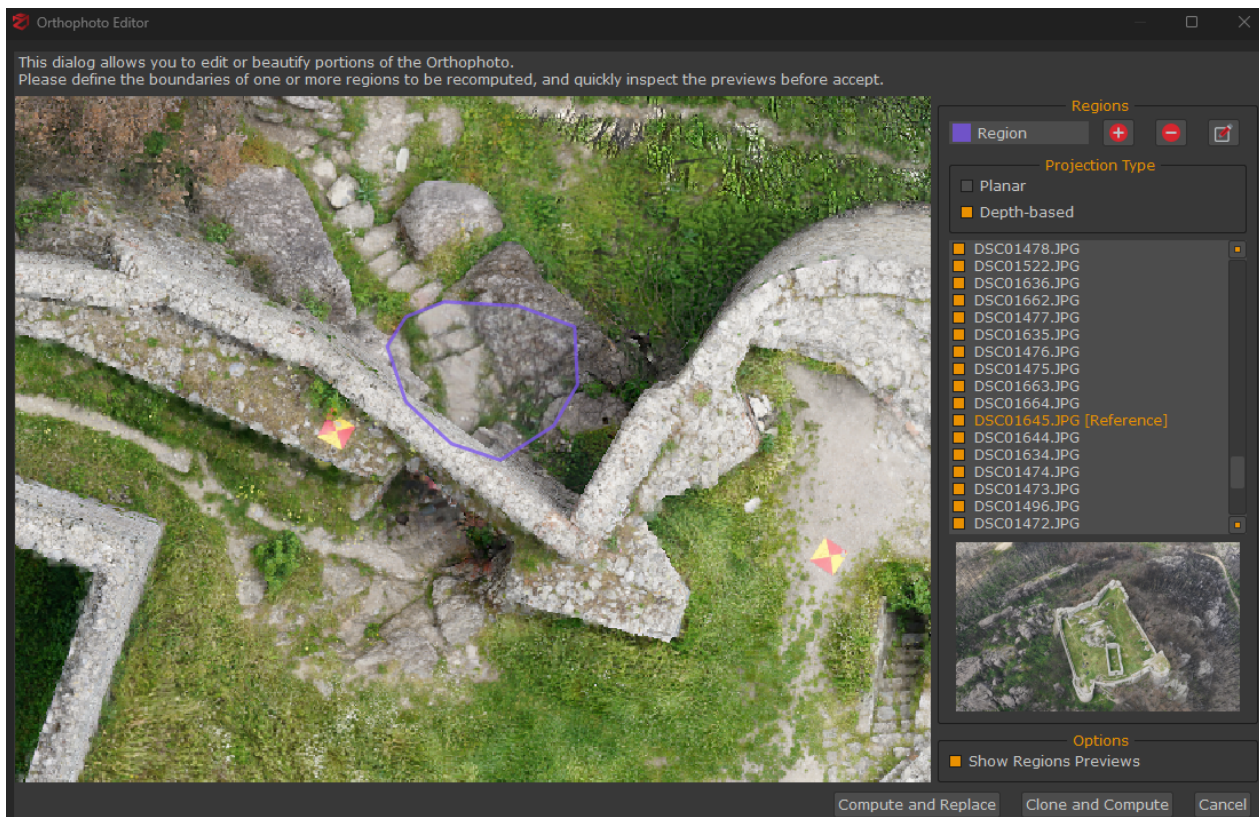 Orthophoto Editor
This dialog allows you to edit or beautify portions of the Orthophoto.
Please define the boundaries of one or more regions to be recomputed, and quickly inspect the previews before accept.
Regions
Region
Projection Type
Planar
Depth-based
DSC01478.JPG
DSC01522.JPG
DSC01636.JPG
DSC01662.JPG
DSC01477.JPG
DSC01635.JPG
DSC01476.JPG
DSC01475.JPG
DSC01663.JPG
DSC01664.JPG
DSC01645.JPG [Reference]
DSC01644.JPG
DSC01634.JPG
DSC01474.JPG
DSC01473.JPG
DSC01496.JPG
DSC01472.JPG
Options
Show Regions Previews
Compute and Replace
Clone and Compute
Cancel